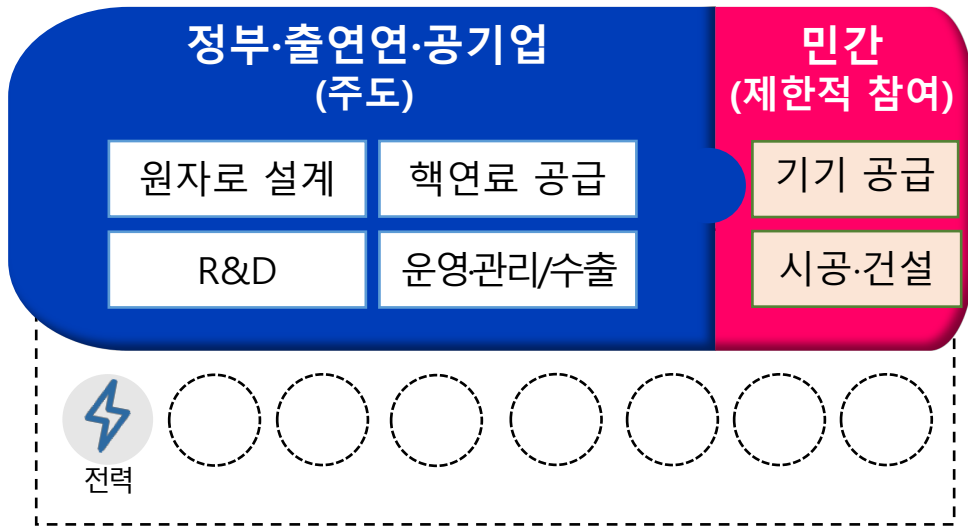 정부·출연연·공기업
(주도)
민간
(제한적 참여)
원자로 설계
핵연료 공급
기기 공급
R&D
운영·관리/수출
시공·건설
전력